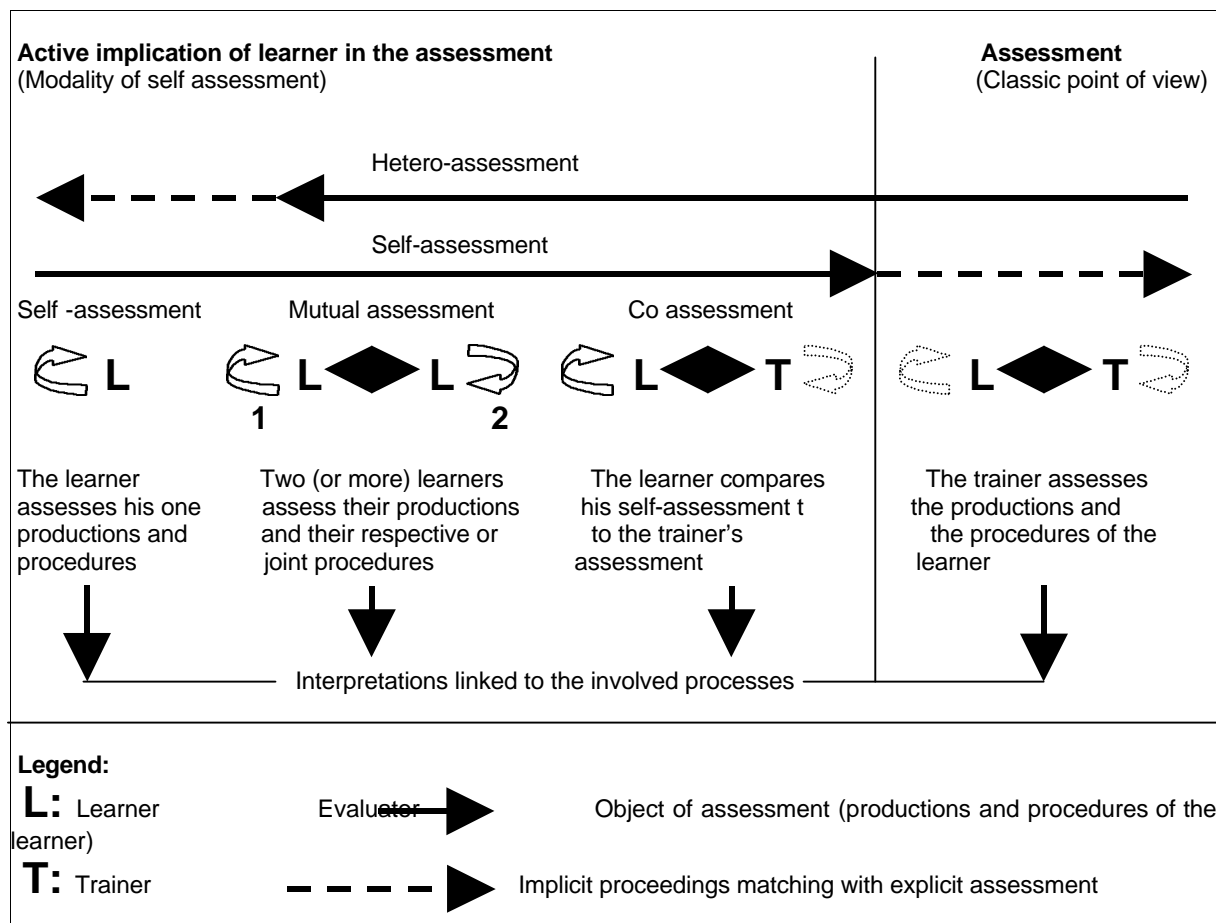 Active implication of learner in the assessment
(Modality of self assessment)
Assessment
(Classic point of view)
Hetero-assessment
Self-assessment
Self -assessment
Mutual assessment
Co assessment
L
L L
L T
L T
1 2
The learner
assesses his one
productions and
procedures
Two (or more) learners
assess their productions
and their respective or
joint procedures
The learner compares
his self-assessment t
to the trainer's
assessment
The trainer assesses
the productions and
the procedures of the
learner
Interpretations linked to the involved processes
Legend:
L: Learner Evaluator Object of assessment (productions and procedures of the
learner)
T: Trainer Implicit proceedings matching with explicit assessment